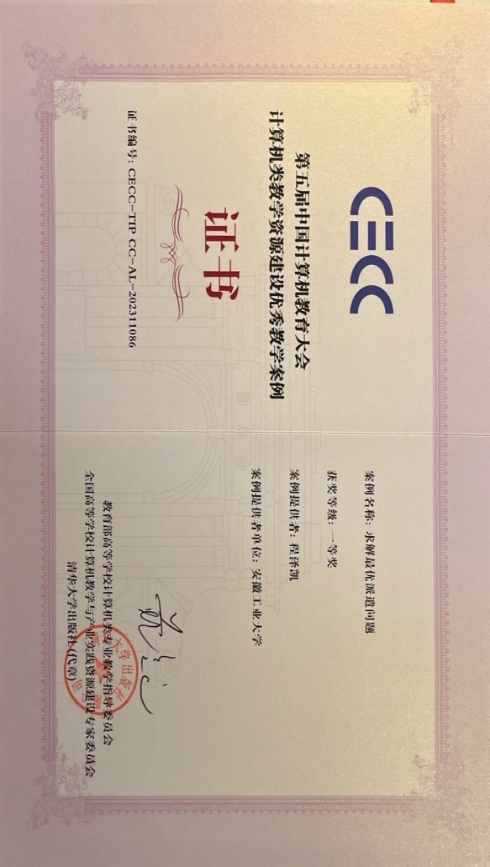 CECC
第五届中国计算机教育大会
计算机类教学资源建设优秀教学案例
证书
证书编号：CECC-TIP CC-AL-202311086
案例名称：求解最优派遣问题
获奖等级：一等奖
案例提供者：程泽凯
案例提供者单位：安徽工业大学
教育部高等学校计算机类专业教学指导委员会
全国高等学校计算机教学与产业实践资源建设专家委员会
清华大学出版社(代章)